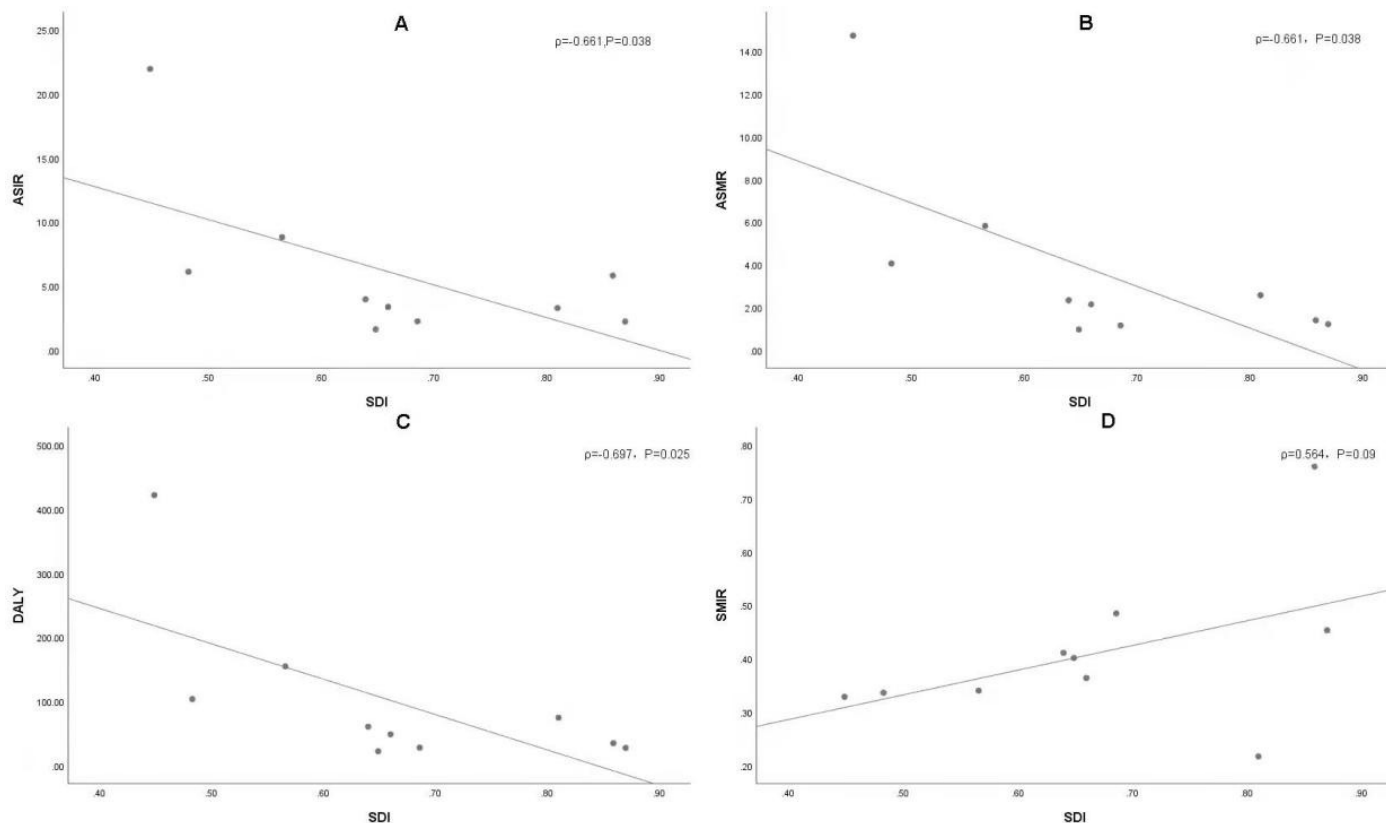 A
ρ=-0.661,P=0.038
25.00
20.00
15.00
10.00
5.00
.00
ASIR
.40 .50 .60 .70 .80 .90
SDI
B
ρ=-0.661，P=0.038
14.00
12.00
10.00
8.00
6.00
4.00
2.00
.00
ASMR
.40 .50 .60 .70 .80 .90
SDI
C
ρ=-0.697，P=0.025
500.00
400.00
300.00
200.00
100.00
.00
DALY
.40 .50 .60 .70 .80 .90
SDI
D
ρ=0.564，P=0.09
.80
.70
.60
.50
.40
.30
.20
SMIR
.40 .50 .60 .70 .80 .90
SDI